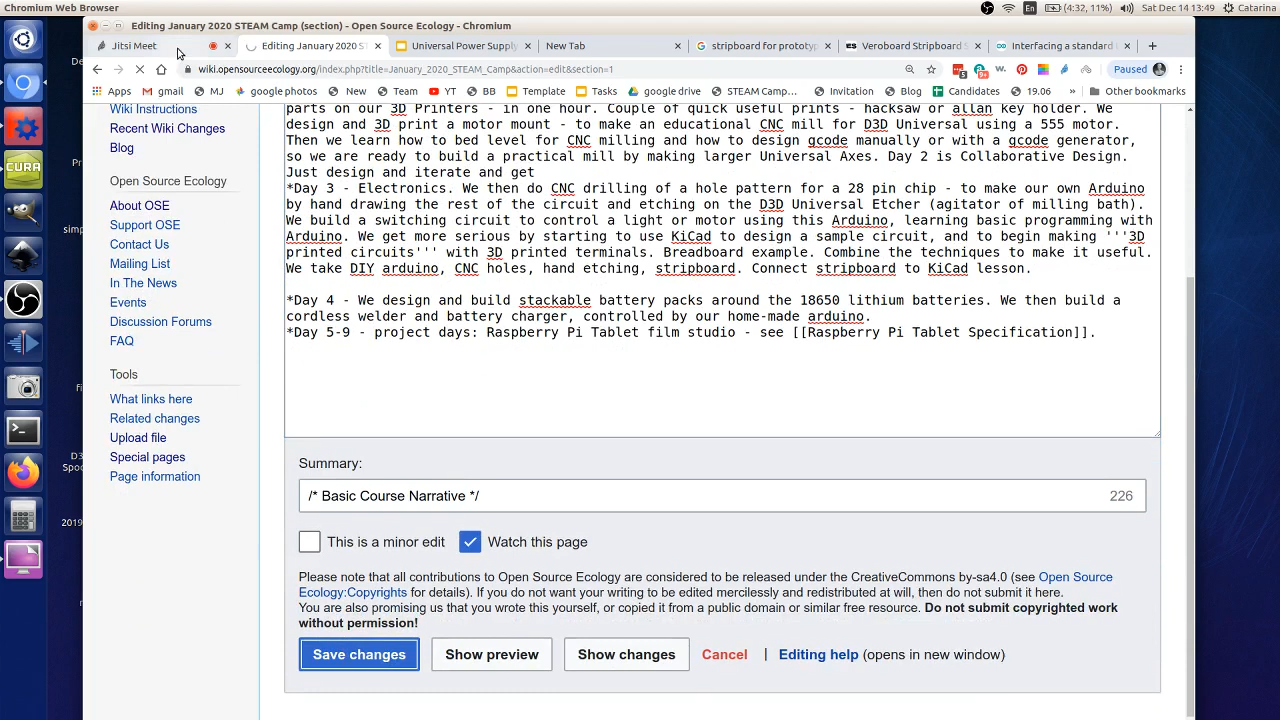 Chromium Web Browser
En
(4:32, 11%)
Sat Dec 14 13:49
Catarina
Editing January 2020 STEAM Camp (section) - Open Source Ecology - Chromium
Jitsi Meet
Editing January 2020 S
Universal Power Supply
New Tab
stripboard for prototyp
Veroboard Stripboard S
Interfacing a standard
wiki.opensourceecology.org/index.php?title=January_2020_STEAM_Camp&action=edit&section=1
Paused
Apps
gmail
MJ
google photos
New
Team
YT
BB
Template
Tasks
google drive
STEAM Camp...
Invitation
Blog
Candidates
19.06
»
Other bookmarks
Wiki Instructions
Recent Wiki Changes
Blog
Open Source Ecology
About OSE
Support OSE
Contact Us
Mailing List
In The News
Events
Discussion Forums
FAQ
Tools
What links here
Related changes
Upload file
Special pages
Page information
parts on our 3D Printers - in one hour. Couple of quick useful prints - hacksaw or allan key holder. We
design and 3D print a motor mount - to make an educational CNC mill for D3D Universal using a 555 motor.
Then we learn how to bed level for CNC milling and how to design gcode manually or with a gcode generator,
so we are ready to build a practical mill by making larger Universal Axes. Day 2 is Collaborative Design.
Just design and iterate and get
*Day 3 - Electronics. We then do CNC drilling of a hole pattern for a 28 pin chip - to make our own Arduino
by hand drawing the rest of the circuit and etching on the D3D Universal Etcher (agitator of milling bath).
We build a switching circuit to control a light or motor using this Arduino, learning basic programming with
Arduino. We get more serious by starting to use KiCad to design a sample circuit, and to begin making '''3D
printed circuits''' with 3D printed terminals. Breadboard example. Combine the techniques to make it useful.
We take DIY arduino, CNC holes, hand etching, stripboard. Connect stripboard to KiCad lesson.
*Day 4 - We design and build stackable battery packs around the 18650 lithium batteries. We then build a
cordless welder and battery charger, controlled by our home-made arduino.
*Day 5-9 - project days: Raspberry Pi Tablet film studio - see [[Raspberry Pi Tablet Specification]].
Summary:
/* Basic Course Narrative */
226
This is a minor edit
Watch this page
Please note that all contributions to Open Source Ecology are considered to be released under the CreativeCommons by-sa4.0 (see Open Source
Ecology:Copyrights for details). If you do not want your writing to be edited mercilessly and redistributed at will, then do not submit it here.
You are also promising us that you wrote this yourself, or copied it from a public domain or similar free resource. Do not submit copyrighted work
without permission!
Save changes
Show preview
Show changes
Cancel
|
Editing help (opens in new window)